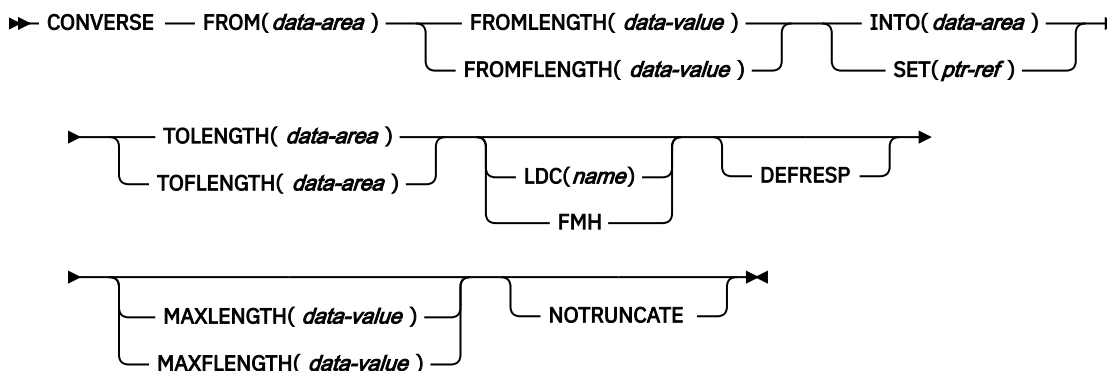 CONVERSE FROM(data-area) FROMLENGTH( data-value ) INTO(data-area)
FROMFLENGTH( data-value ) SET(ptr-ref)
TOLENGTH( data-area)
TOFLENGTH( data-area) LDC(name) DEFRESP
FMH
MAXLENGTH( data-value ) NOTRUNCATE
MAXFLENGTH( data-value )